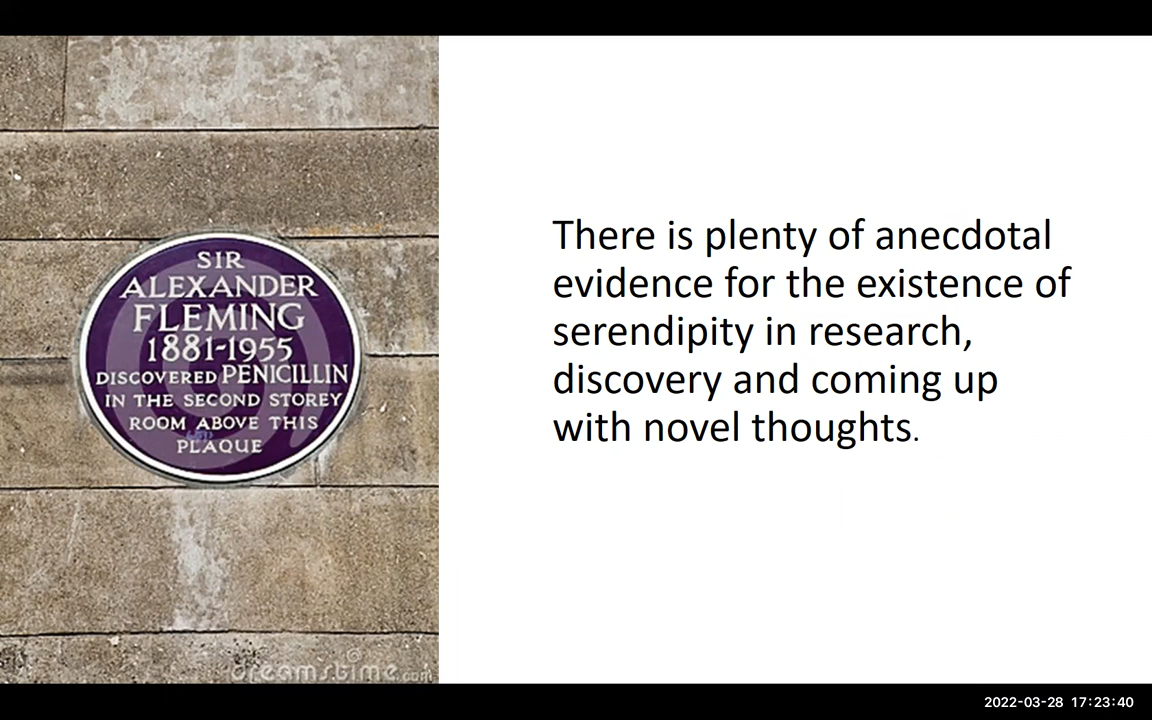 SIR
ALEXANDER
FLEMING
1881-1955
DISCOVERED PENICILLIN
IN THE SECOND STOREY
ROOM ABOVE THIS
PLAQUE
dreamstime.com
There is plenty of anecdotal
evidence for the existence of
serendipity in research,
discovery and coming up
with novel thoughts.
2022-03-28 17:23:40